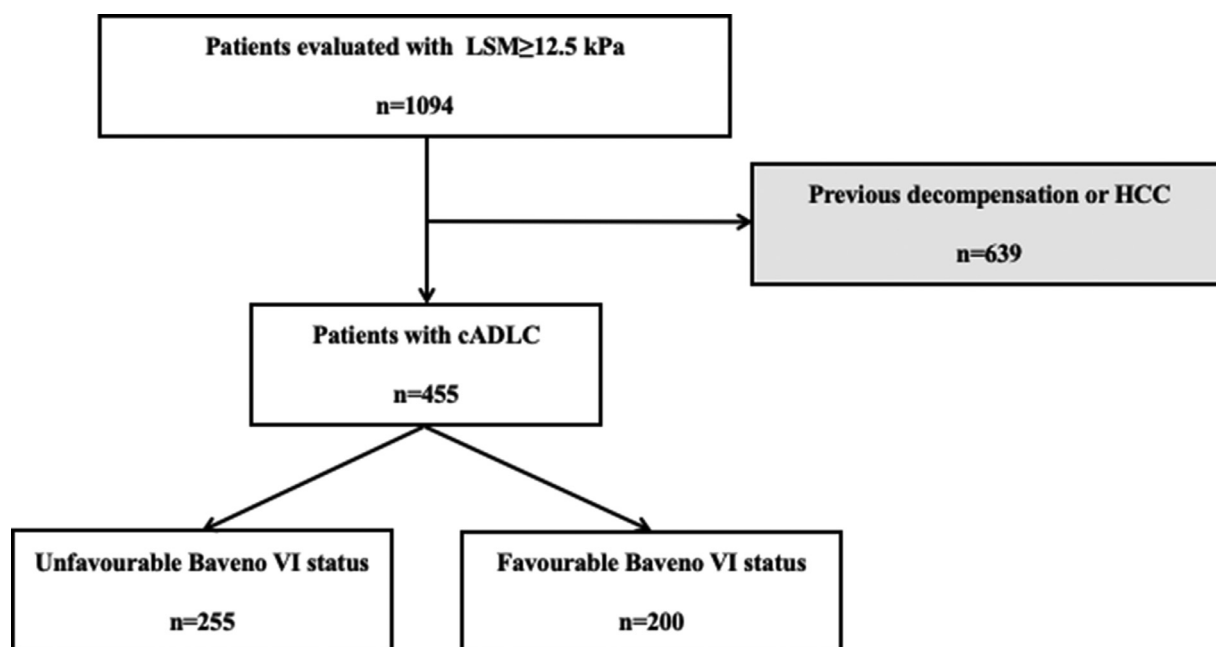 Patients evaluated with LSM≥12.5 kPa
n=1094
Previous decompensation or HCC
n=639
Patients with cADLC
n=455
Unfavourable Baveno VI status
n=255
Favourable Baveno VI status
n=200